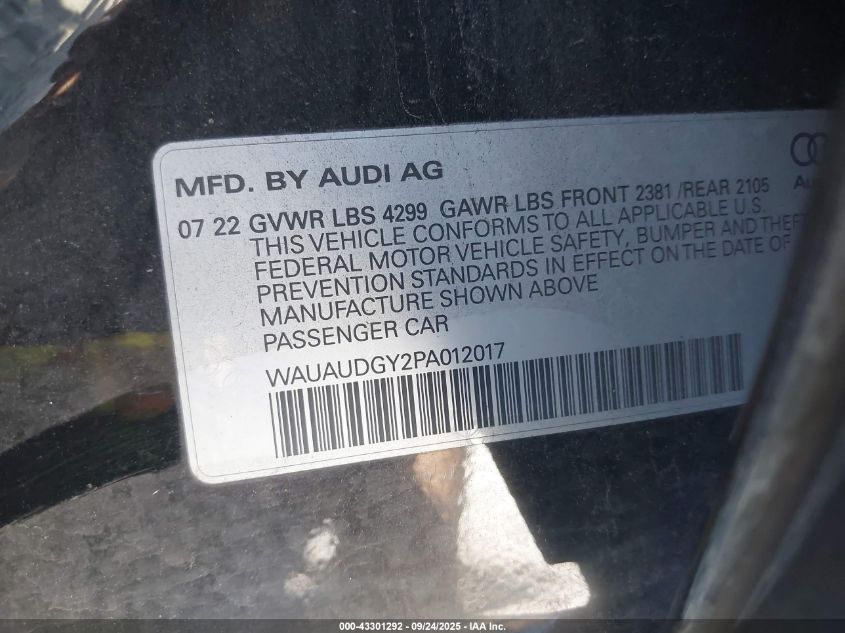 MFD. BY AUDI AG
07 22 GVWR LBS 4299 GAWR LBS FRONT 2381 /REAR 2105
THIS VEHICLE CONFORMS TO ALL APPLICABLE U.S
FEDERAL MOTOR VEHICLE SAFETY, BUMPER AND THEFT
PREVENTION STANDARDS IN EFFECT ON THE DATE OF
MANUFACTURE SHOWN ABOVE
PASSENGER CAR
WAUAUDGY2PA012017
000-43301292 - 09/24/2025 - IAA Inc.